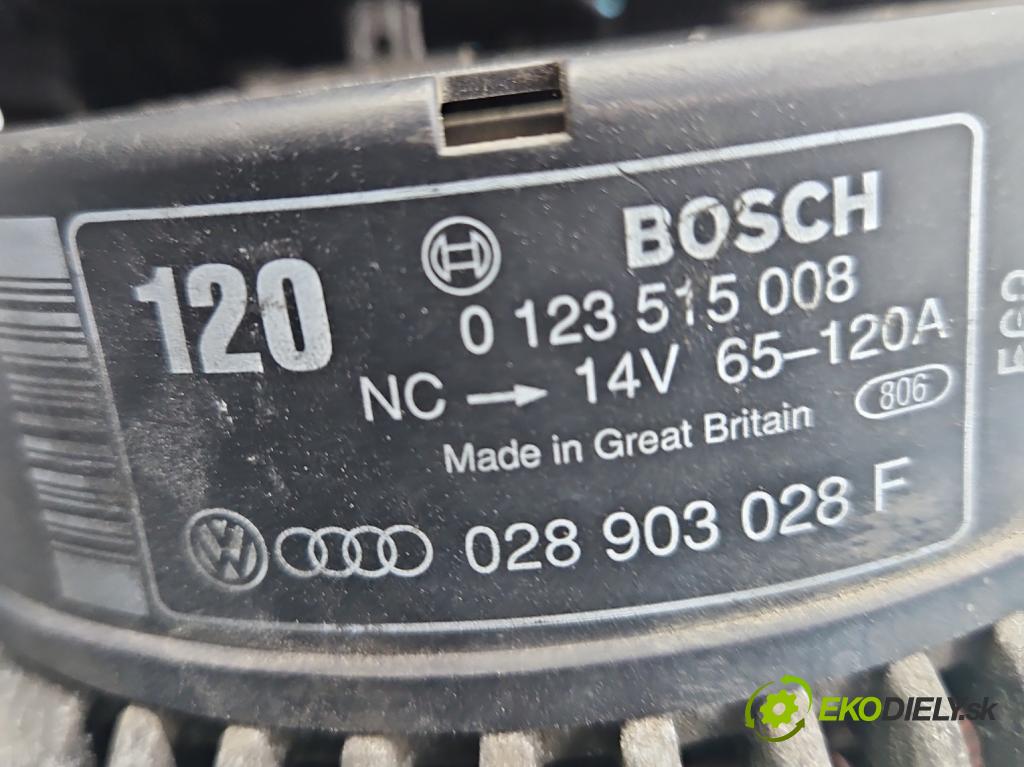 120
BOSCH
0 123 515 008
NC → 14V 65-120A
806
Made in Great Britain
VW
028 903 028 F
EKODIELY.sk